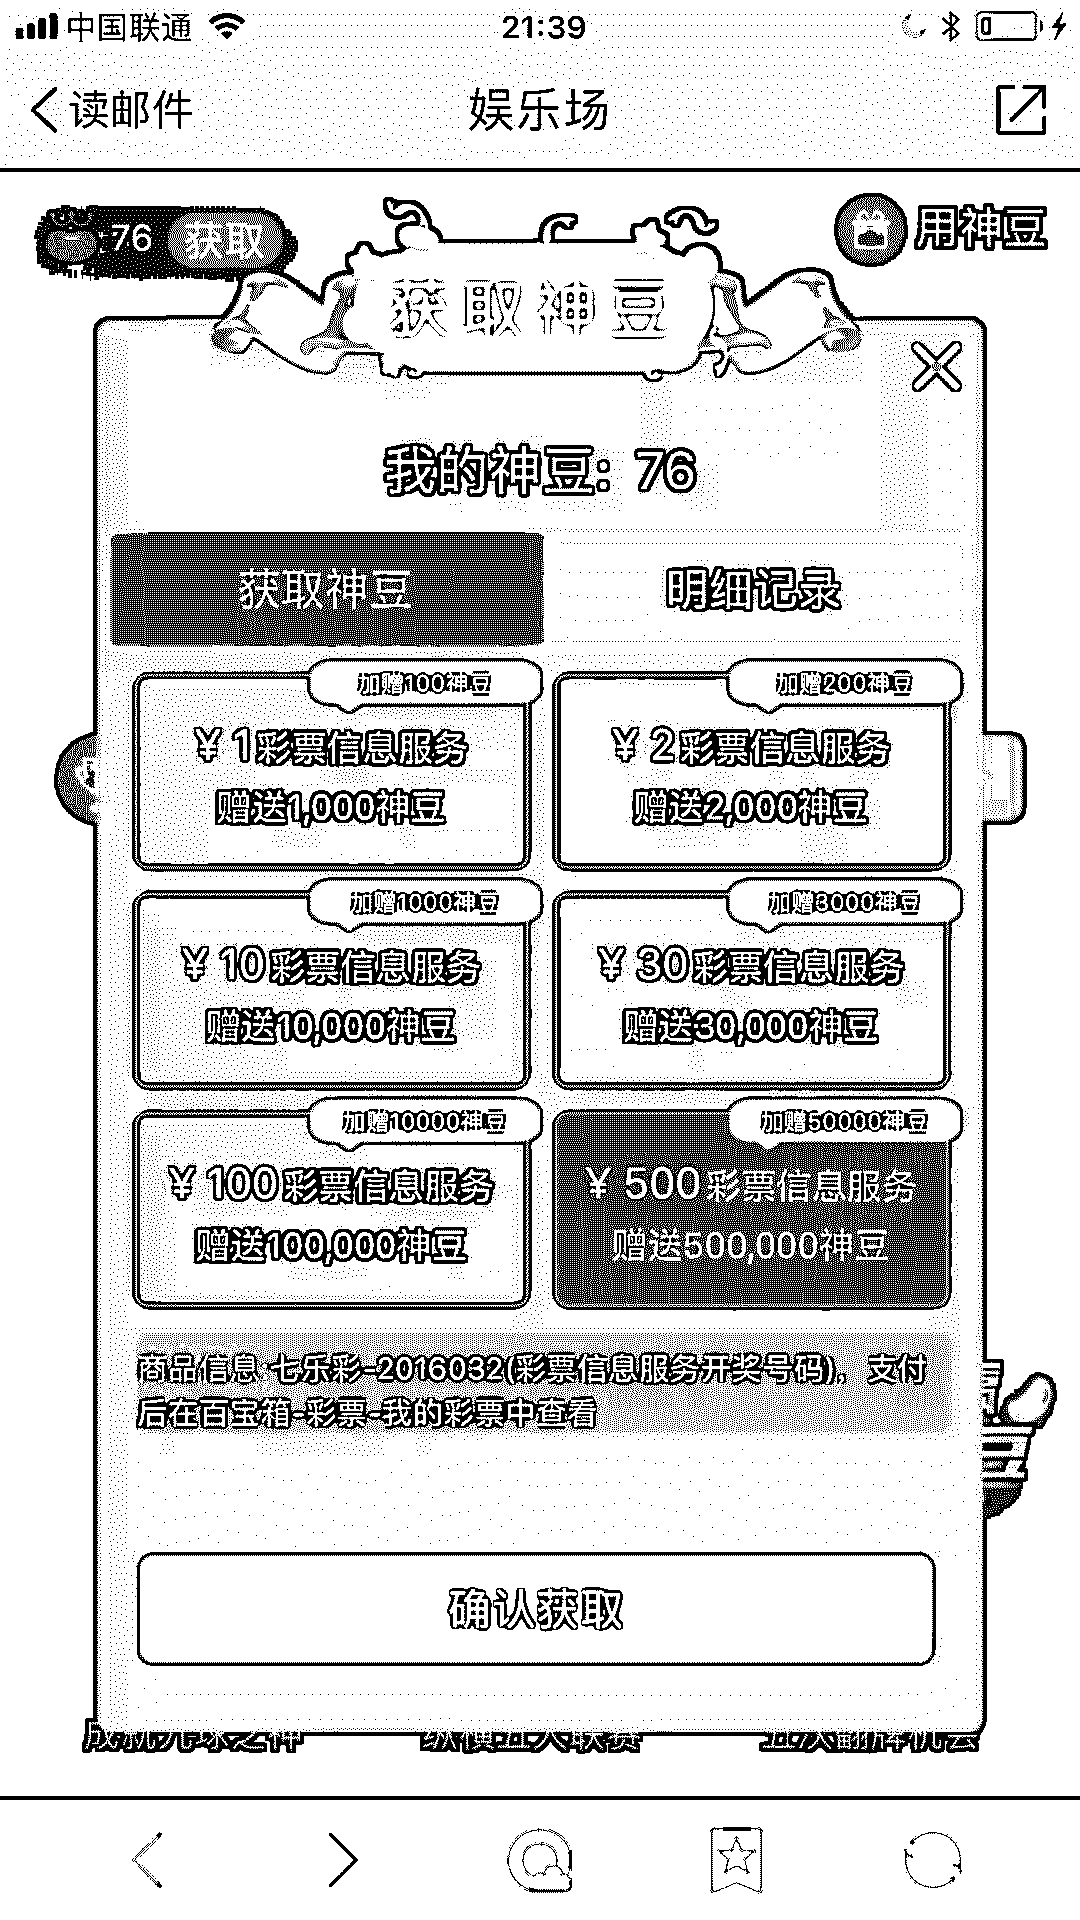 中国联通 21:39
读邮件 娱乐场
76 获取 用神豆
获取神豆
我的神豆: 76
获取神豆 明细记录
加赠100神豆 加赠200神豆
¥ 1彩票信息服务 ¥ 2彩票信息服务
赠送1,000神豆 赠送2,000神豆
加赠1000神豆 加赠3000神豆
¥ 10彩票信息服务 ¥ 30彩票信息服务
赠送10,000神豆 赠送30,000神豆
加赠10000神豆 加赠50000神豆
¥ 100彩票信息服务 ¥ 500彩票信息服务
赠送100,000神豆 赠送500,000神豆
商品信息 七乐彩-2016032(彩票信息服务开奖号码)。支付
后在百宝箱-彩票-我的彩票中查看
确认获取